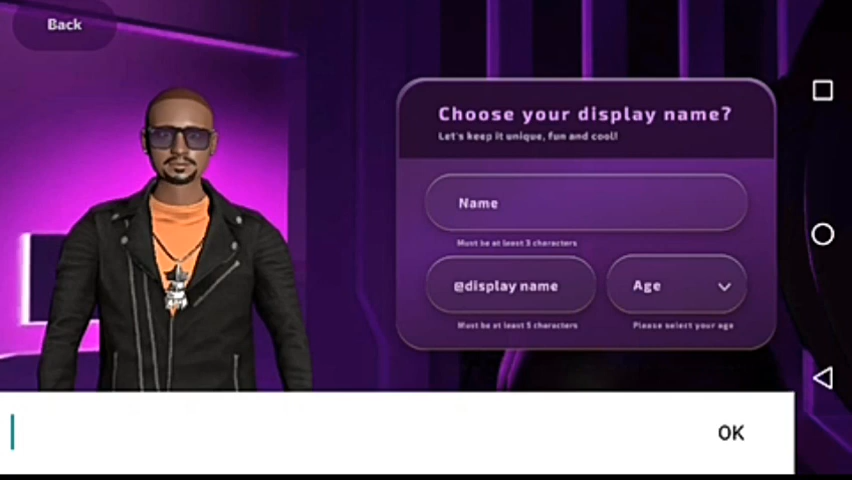 Back
Choose your display name?
Let's keep it unique, fun and cool!
Name
Must be at least 3 characters
@display name
Age
Must be at least 5 characters
Please select your age
OK